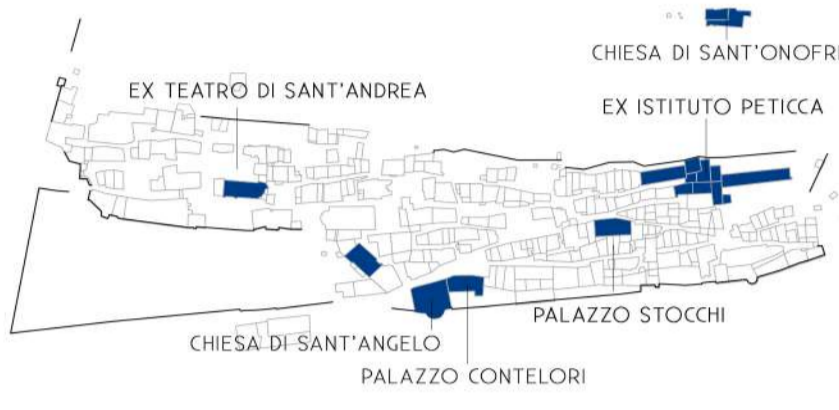 CHIESA DI SANT'ONOFRI
EX TEATRO DI SANT'ANDREA
EX ISTITUTO PETICCA
PALAZZO STOCCHI
CHIESA DI SANT'ANGELO
PALAZZO CONTELORI